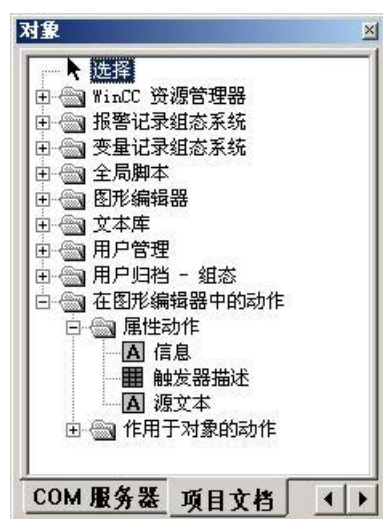 对象
选择
WinCC 资源管理器
报警记录组态系统
变量记录组态系统
全局脚本
图形编辑器
文本库
用户管理
用户归档 - 组态
在图形编辑器中的动作
属性动作
A 信息
触发器描述
A 源文本
作用于对象的动作
COM 服务器 项目文档